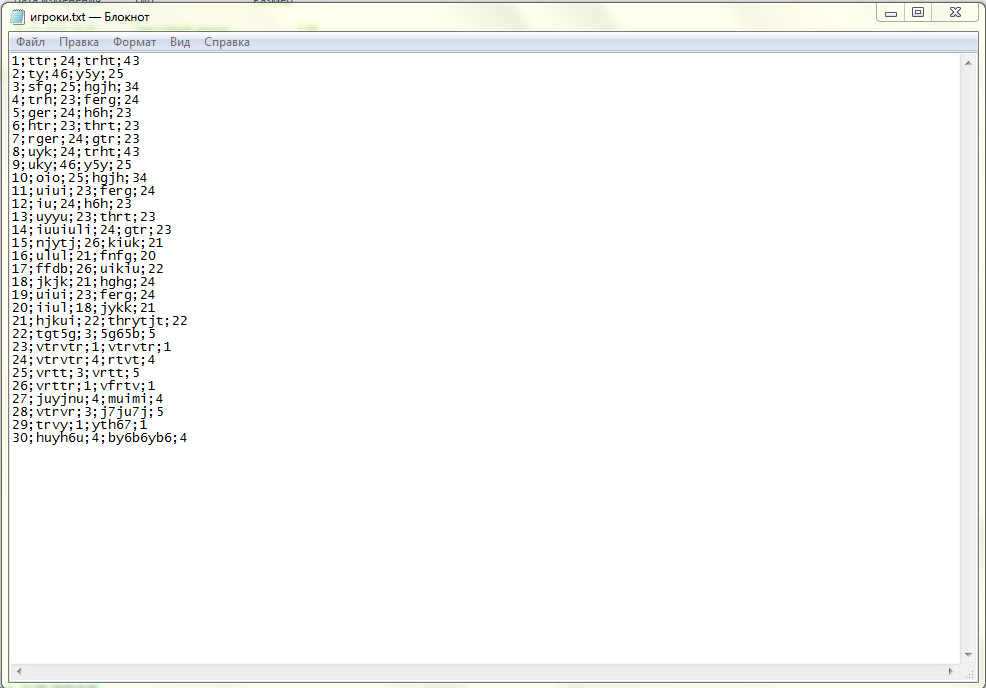 игроки.txt — Блокнот
Файл Правка Формат Вид Справка
1;ttr;24;trht;43
2;ty;46;y5y;25
3;sfg;25;hgjh;34
4;trh;23;ferg;24
5;ger;24;h6h;23
6;htr;23;thrt;23
7;rger;24;gtr;23
8;uyk;24;trht;43
9;uky;46;y5y;25
10;oio;25;hgjh;34
11;uiui;23;ferg;24
12;iu;24;h6h;23
13;uyyu;23;thrt;23
14;iuuiuli;24;gtr;23
15;njytj;26;kiuk;21
16;ulul;21;fnfg;20
17;ffdb;26;uikiu;22
18;jkjk;21;hghg;24
19;uiui;23;ferg;24
20;iiul;18;jykk;21
21;hjkui;22;thrytjt;22
22;tgt5g;3;5g65b;5
23;vtrvtr;1;vtrvtr;1
24;vtrvtr;4;rtvt;4
25;vrtt;3;vrtt;5
26;vrttr;1;vfrtv;1
27;juyjnu;4;muimi;4
28;vtrvr;3;j7ju7j;5
29;trvy;1;yth67;1
30;huyh6u;4;by6b6yb6;4